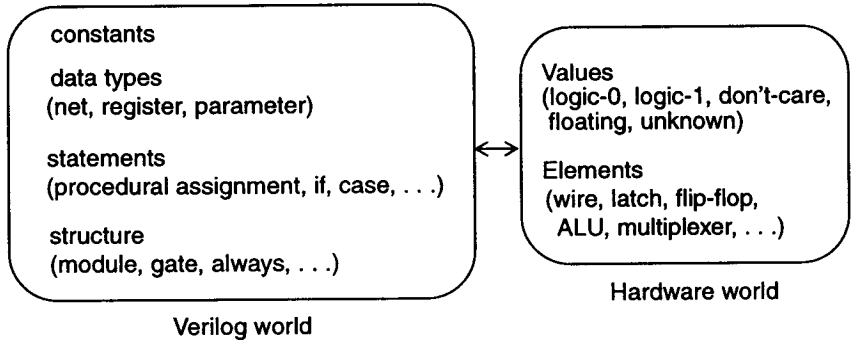 constants
data types
(net, register, parameter)
statements
(procedural assignment, if, case, . . .)
structure
(module, gate, always, . . .)
Verilog world
Values
(logic-0, logic-1, don't-care,
floating, unknown)
Elements
(wire, latch, flip-flop,
ALU, multiplexer, . . .)
Hardware world